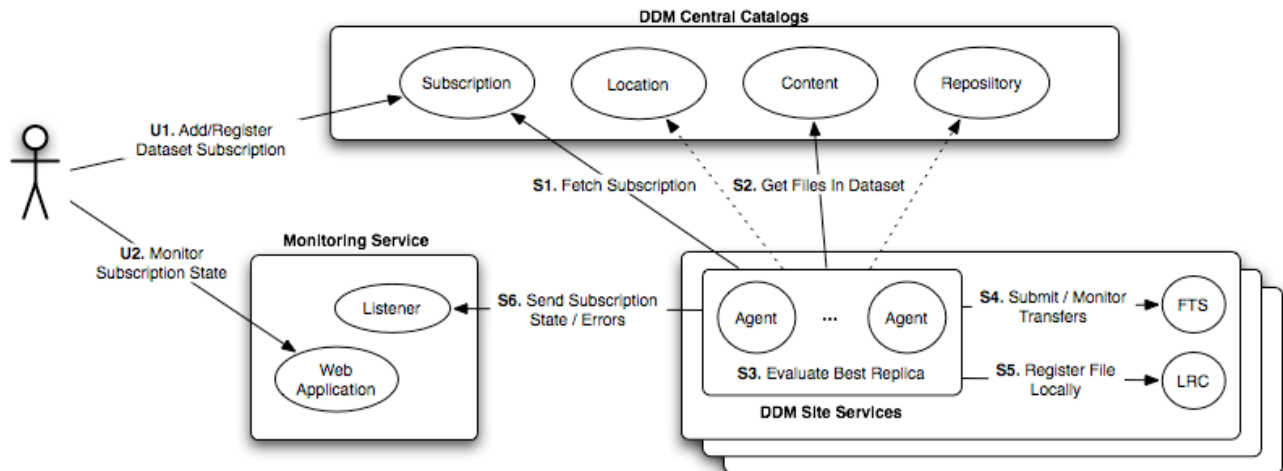 DDM Central Catalogs
Subscription
Location
Content
Repository
U1. Add/Register
Dataset Subscription
S1. Fetch Subscription
S2. Get Files In Dataset
U2. Monitor
Subscription State
Monitoring Service
Listener
Web
Application
S6. Send Subscription
State / Errors
Agent
...
Agent
S3. Evaluate Best Replica
DDM Site Services
S4. Submit / Monitor
Transfers
FTS
S5. Register File
Locally
LRC